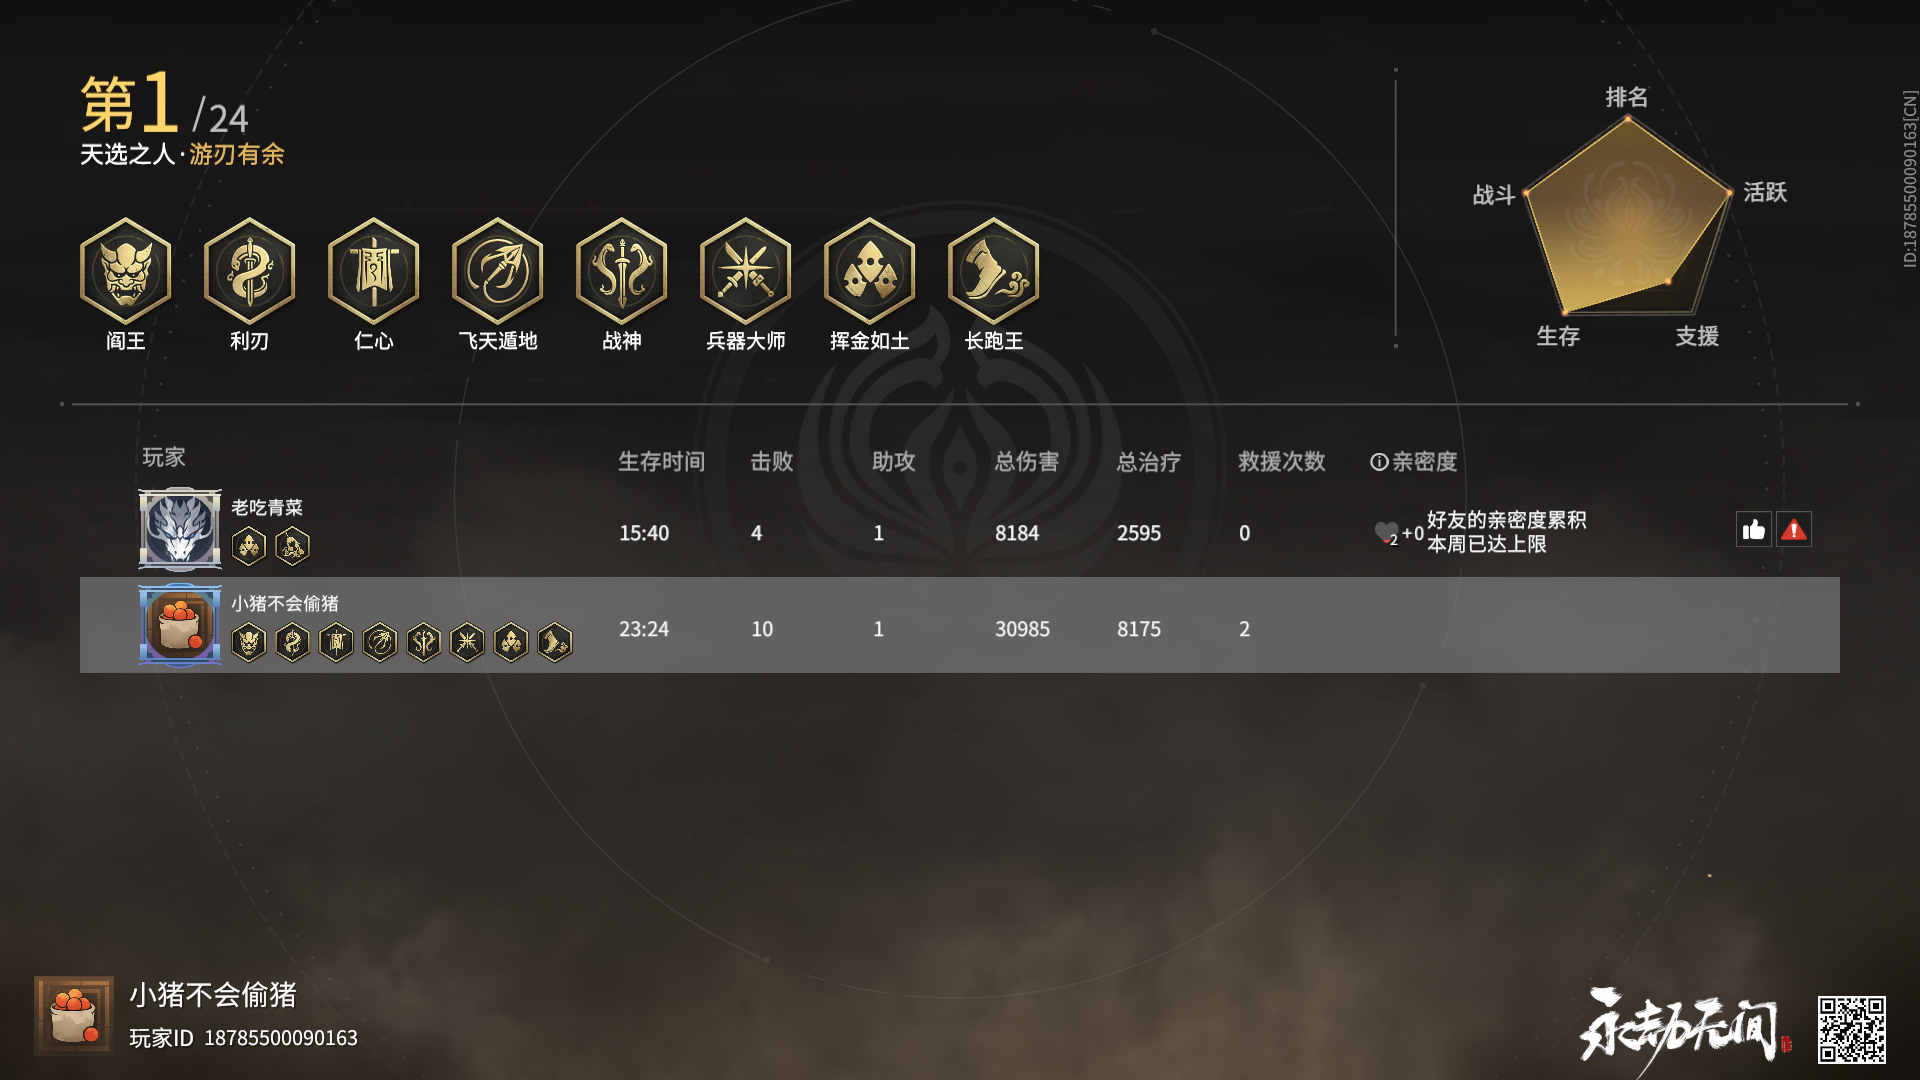 第1/24
天选之人·游刃有余
阎王
利刃
仁心
飞天遁地
战神
兵器大师
挥金如土
长跑王
排名
战斗
活跃
生存
支援
ID:18785500090163[CN]
玩家 生存时间 击败 助攻 总伤害 总治疗 救援次数 亲密度
老吃青菜
15:40 4 1 8184 2595 0 2 +0
好友的亲密度累积
本周已达上限
小猪不会偷猪
23:24 10 1 30985 8175 2
小猪不会偷猪
玩家ID 18785500090163
永劫无间